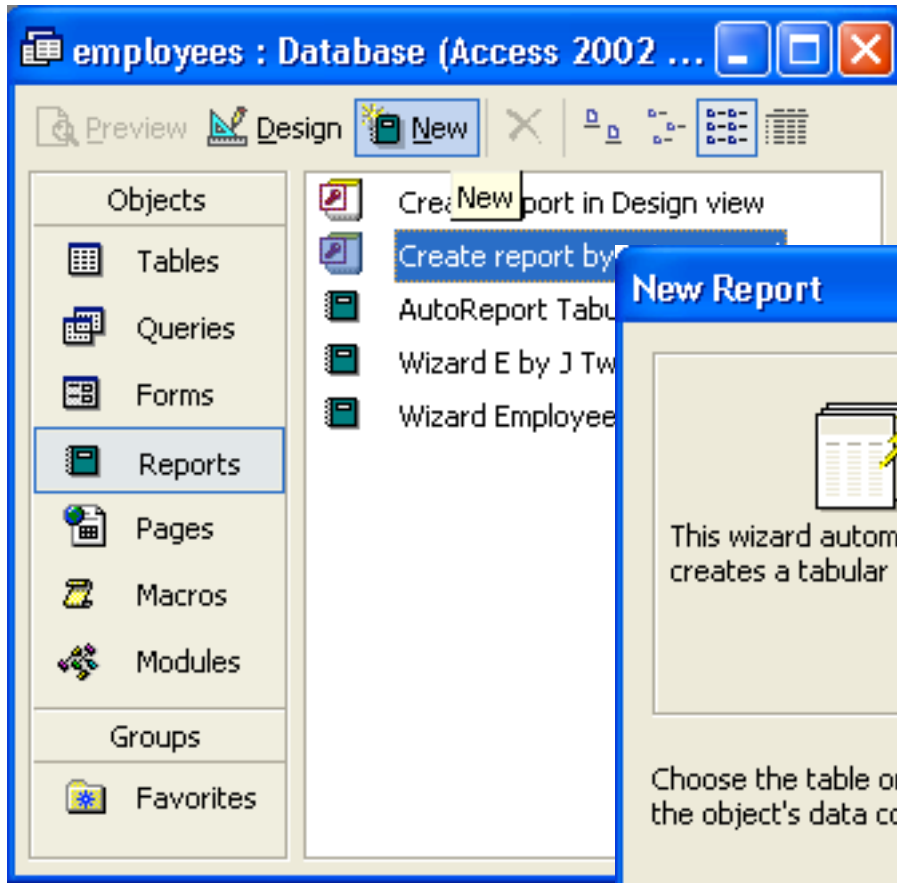 employees : Database (Access 2002 ...
Preview Design New
Objects
Tables
Queries
Forms
Reports
Pages
Macros
Modules
Groups
Favorites
New
Create report in Design view
Create report by
AutoReport Tabu
Wizard E by J Tw
Wizard Employee
New Report
This wizard autom
creates a tabular
Choose the table or
the object's data co